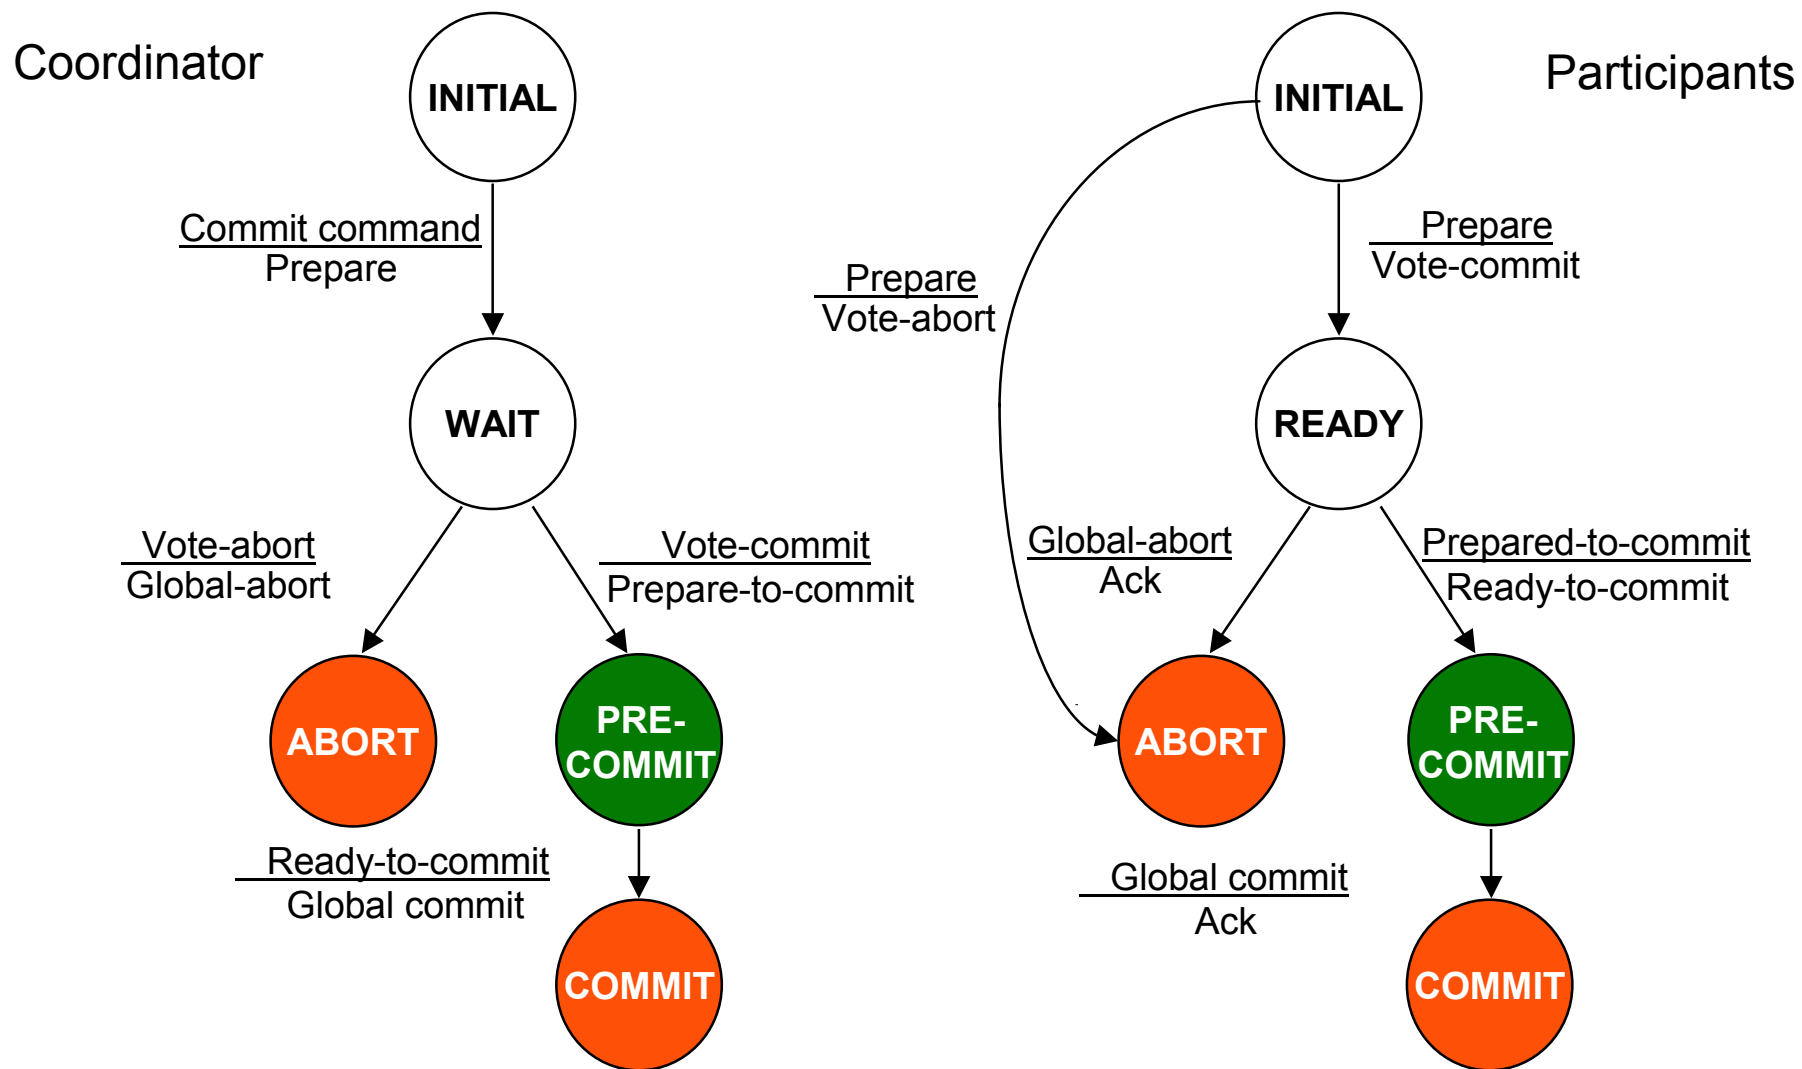 Coordinator
INITIAL
Commit command
Prepare
WAIT
Vote-abort
Global-abort
Vote-commit
Prepare-to-commit
ABORT
PRE-
COMMIT
Ready-to-commit
Global commit
COMMIT
Participants
INITIAL
Prepare
Vote-commit
Prepare
Vote-abort
READY
Global-abort
Ack
Prepared-to-commit
Ready-to-commit
ABORT
PRE-
COMMIT
Global commit
Ack
COMMIT